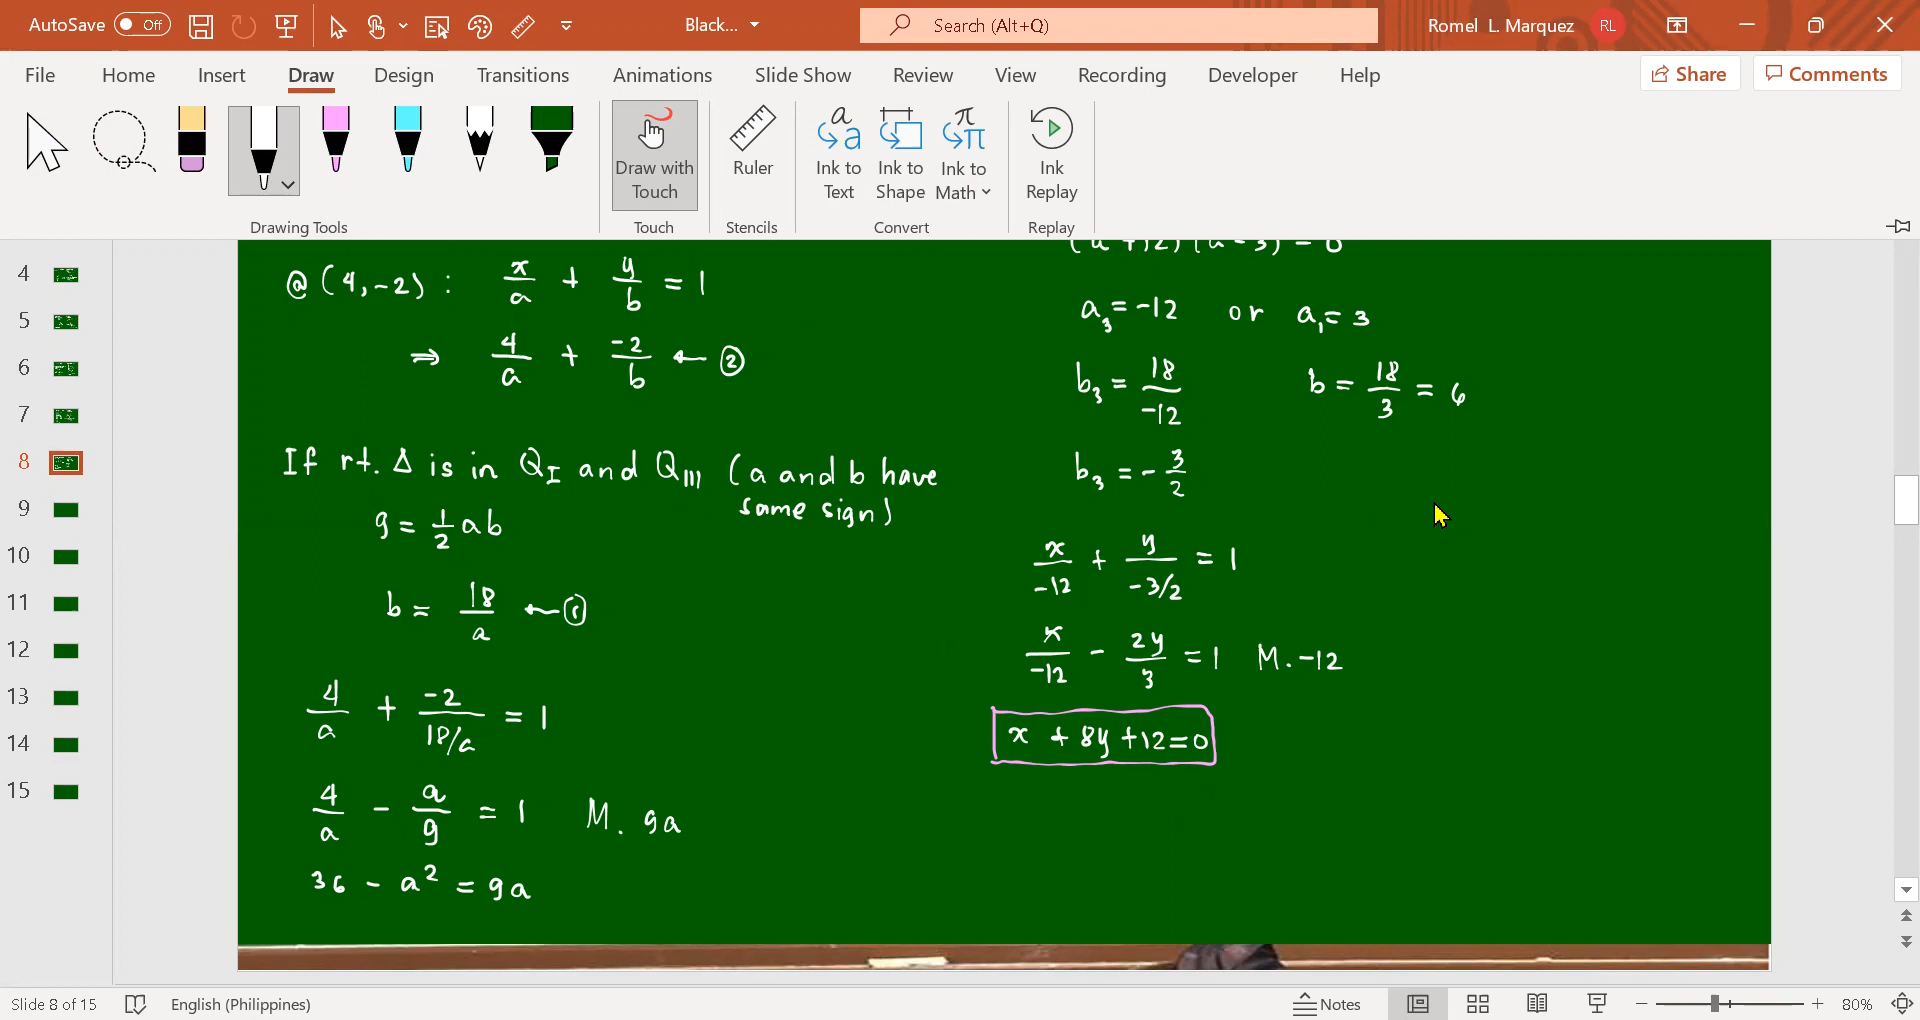 AutoSave Off Black... Search (Alt+Q) Romel L. Marquez RL
File Home Insert Draw Design Transitions Animations Slide Show Review View Recording Developer Help Share Comments
Draw with Touch
Ruler
Ink to Text
Ink to Shape
Ink to Math
Ink Replay
Drawing Tools Touch Stencils Convert Replay
4
5
6
7
8
9
10
11
12
13
14
15
@ (4,-2) : x/a + y/b = 1
⇒ 4/a + -2/b ← ②
If rt. Δ is in QI and QIII (a and b have
same sign)
9 = 1/2 ab
b = 18/a ← ①
4/a + -2/(18/a) = 1
4/a - a/9 = 1 M. 9a
36 - a² = 9a
(a+12)(a-3) = 0
a₃ = -12 or a₁ = 3
b₃ = 18/-12 b = 18/3 = 6
b₃ = - 3/2
x/-12 + y/(-3/2) = 1
x/-12 - 2y/3 = 1 M. -12
x + 8y + 12 = 0
Slide 8 of 15 English (Philippines) Notes 80%